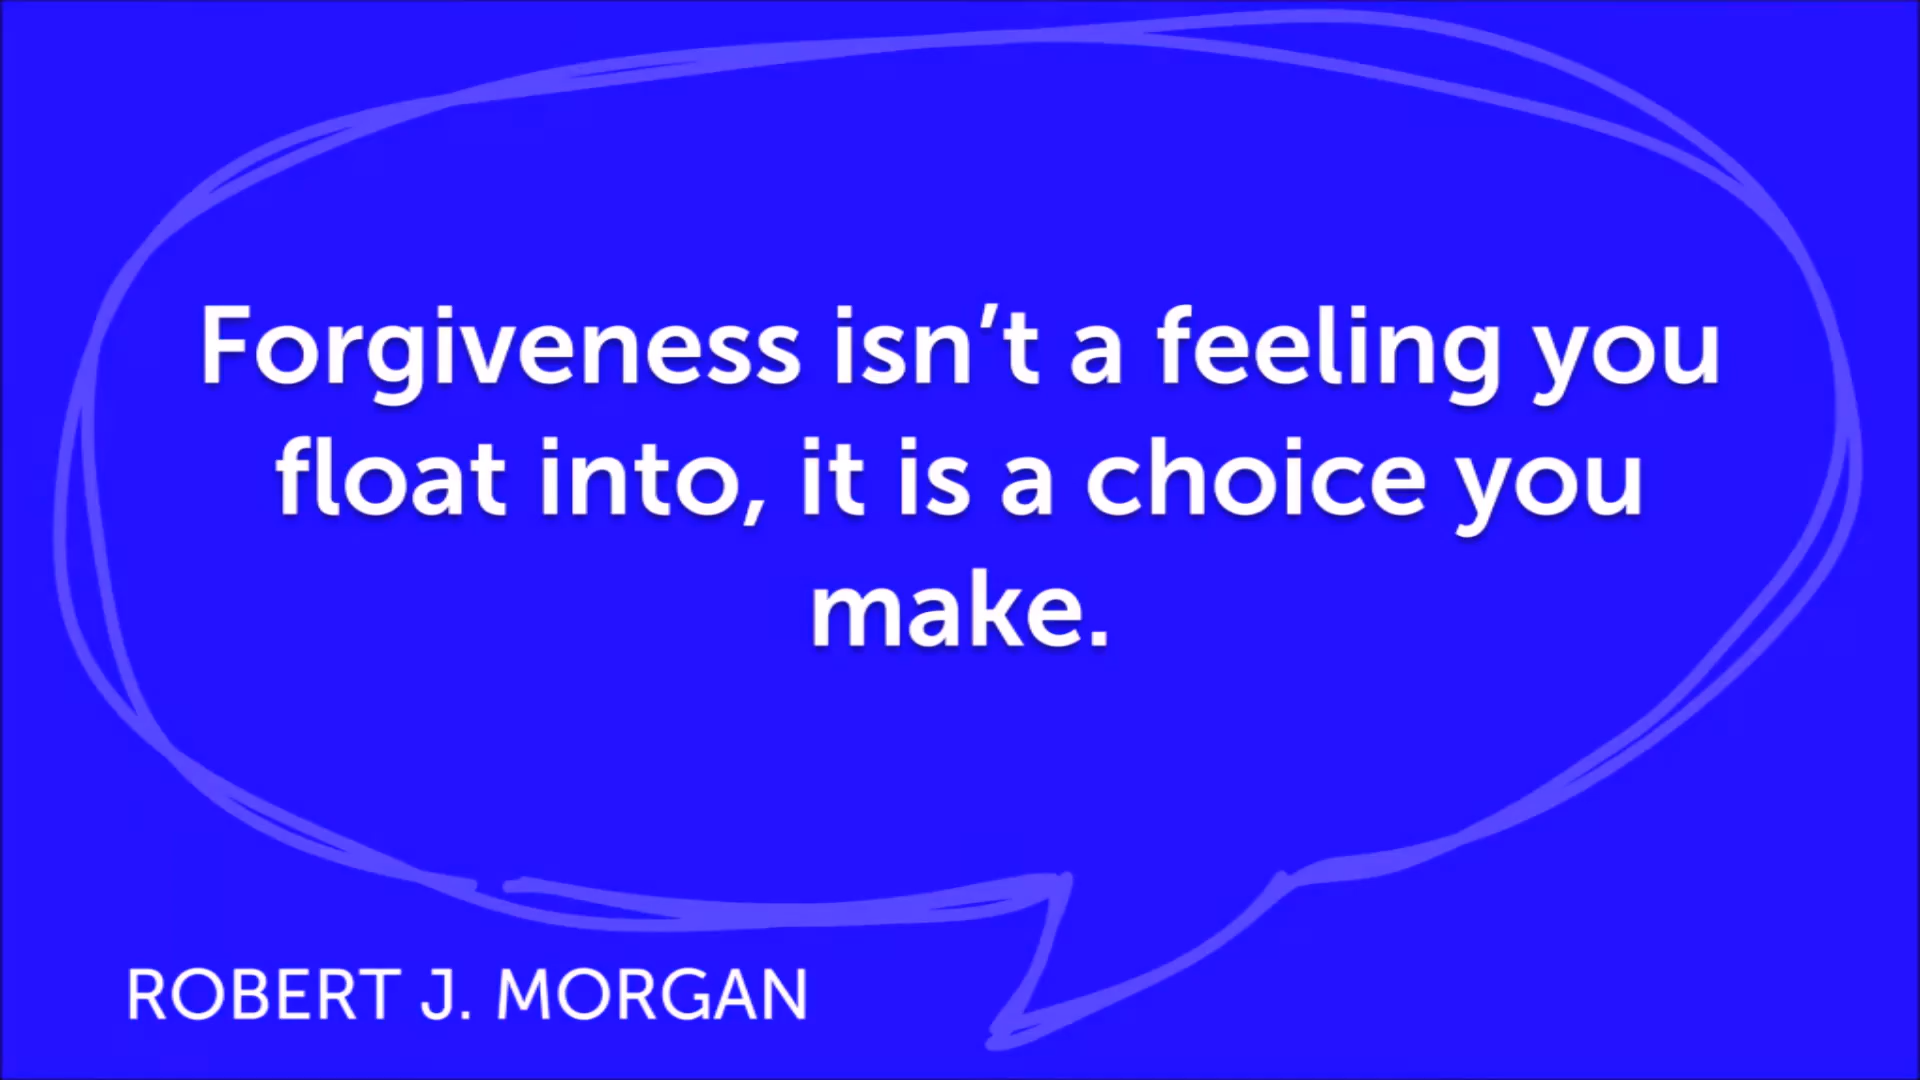 Forgiveness isn’t a feeling you
float into, it is a choice you
make.
ROBERT J. MORGAN